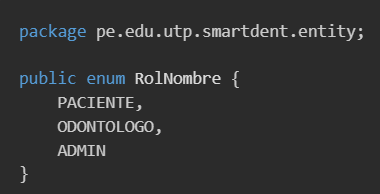 package pe.edu.utp.smartdent.entity;
public enum RolNombre {
PACIENTE,
ODONTOLOGO,
ADMIN
}